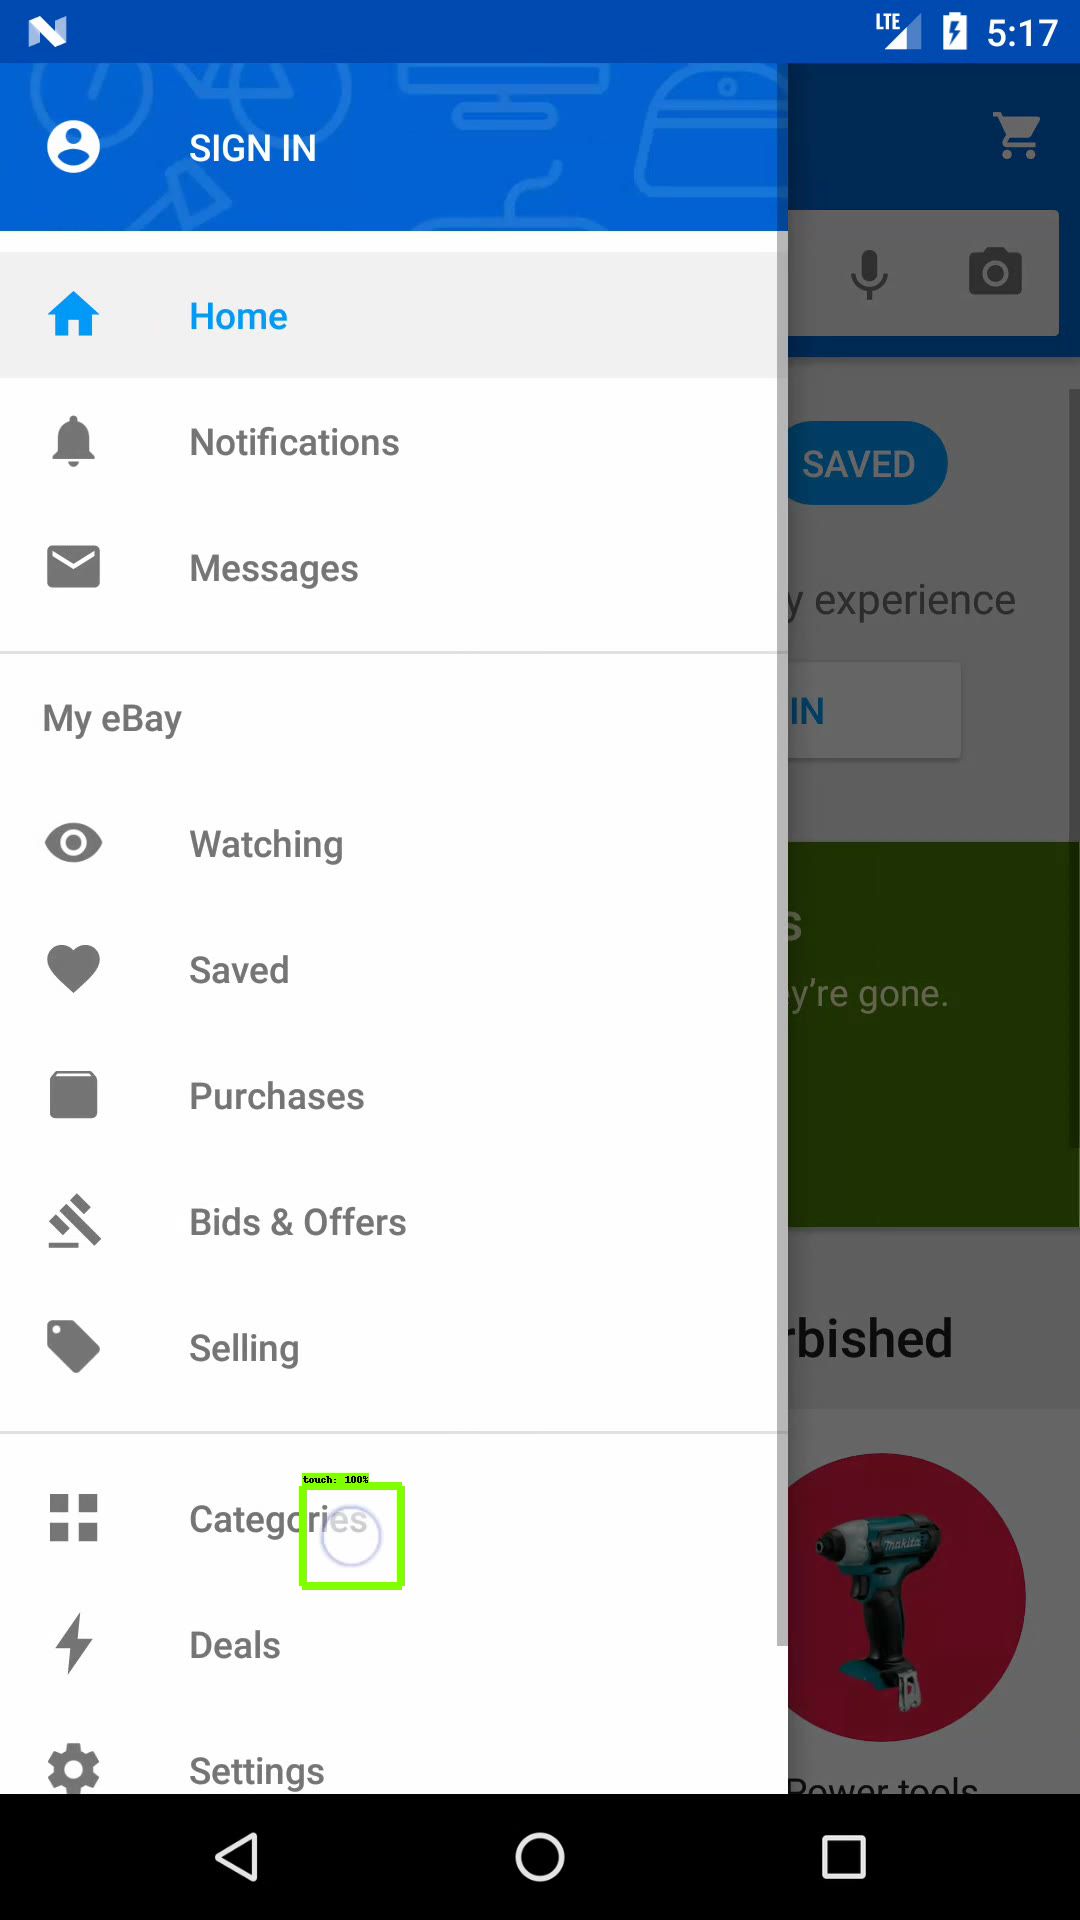 LTE 5:17
SIGN IN
Home
Notifications
SAVED
Messages
y experience
My eBay
IN
Watching
s
Saved
ey're gone.
Purchases
Bids & Offers
Selling
rbished
touch: 100%
Categories
makita
Deals
Settings
Power tools